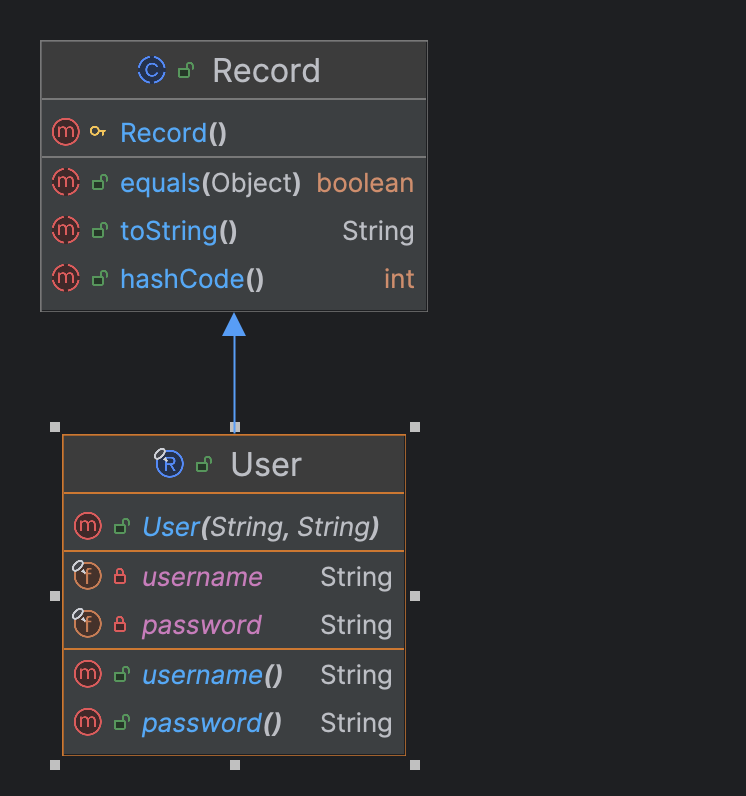 C Record
m Record()
m equals(Object) boolean
m toString() String
m hashCode() int
R User
m User(String, String)
f username String
f password String
m username() String
m password() String